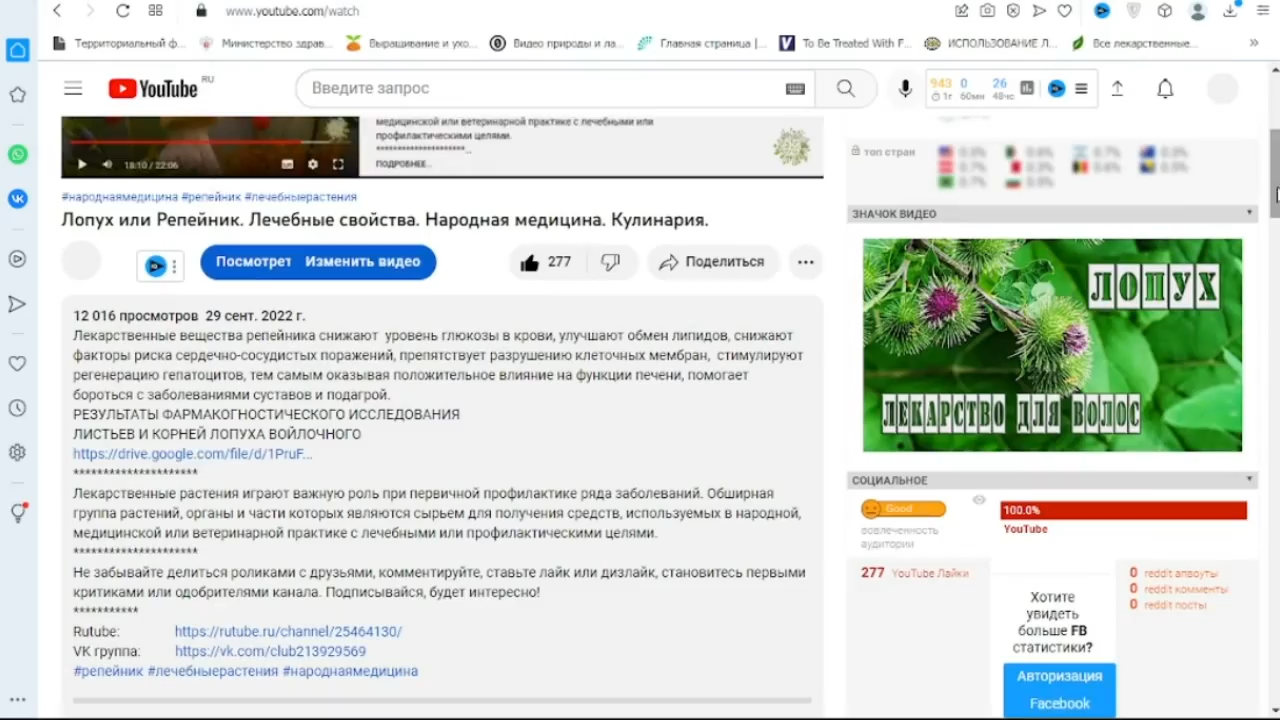 www.youtube.com/watch
Территориальный ф...
Министерство здрав...
Выращивание и ухо...
Видео природы и ла...
Главная страница |...
To Be Treated With F...
ИСПОЛЬЗОВАНИЕ Л...
Все лекарственные...
YouTube RU
Введите запрос
943 0 26
1г 60мн 48чс
медицинской или ветеринарной практике с лечебными или
профилактическими целями.
*********************...
ПОДРОБНЕЕ...
18:10 / 22:06
#народнаямедицина #репейник #лечебныерастения
Лопух или Репейник. Лечебные свойства. Народная медицина. Кулинария.
Посмотреть Изменить видео
277
Поделиться
12 016 просмотров 29 сент. 2022 г.
Лекарственные вещества репейника снижают уровень глюкозы в крови, улучшают обмен липидов, снижают
факторы риска сердечно-сосудистых поражений, препятствует разрушению клеточных мембран, стимулируют
регенерацию гепатоцитов, тем самым оказывая положительное влияние на функции печени, помогает
бороться с заболеваниями суставов и подагрой.
РЕЗУЛЬТАТЫ ФАРМАКОГНОСТИЧЕСКОГО ИССЛЕДОВАНИЯ
ЛИСТЬЕВ И КОРНЕЙ ЛОПУХА ВОЙЛОЧНОГО
https://drive.google.com/file/d/1PruF...
*********************
Лекарственные растения играют важную роль при первичной профилактике ряда заболеваний. Обширная
группа растений, органы и части которых являются сырьем для получения средств, используемых в народной,
медицинской или ветеринарной практике с лечебными или профилактическими целями.
*********************
Не забывайте делиться роликами с друзьями, комментируйте, ставьте лайк или дизлайк, становитесь первыми
критиками или одобрителями канала. Подписывайся, будет интересно!
***********
Rutube: https://rutube.ru/channel/25464130/
VK группа: https://vk.com/club213929569
#репейник #лечебныерастения #народнаямедицина
топ стран
ЗНАЧОК ВИДЕО
ЛОПУХ
ЛЕКАРСТВО ДЛЯ ВОЛОС
СОЦИАЛЬНОЕ
Good
вовлеченность
аудитории
100.0%
YouTube
277 YouTube Лайки
Хотите
увидеть
больше FB
статистики?
Авторизация
Facebook
0 reddit апвоуты
0 reddit комменты
0 reddit посты